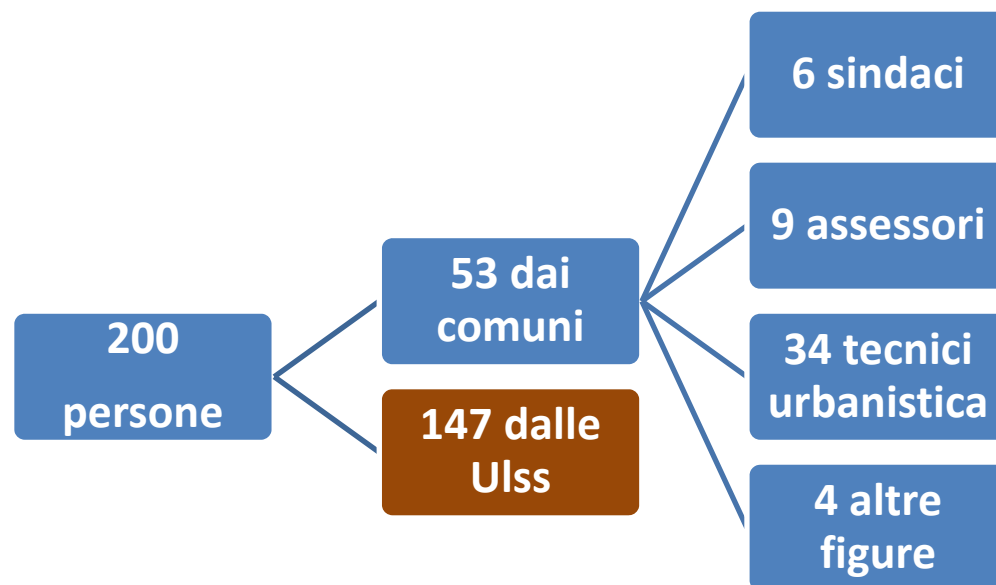 200
persone
53 dai
comuni
147 dalle
Ulss
6 sindaci
9 assessori
34 tecnici
urbanistica
4 altre
figure